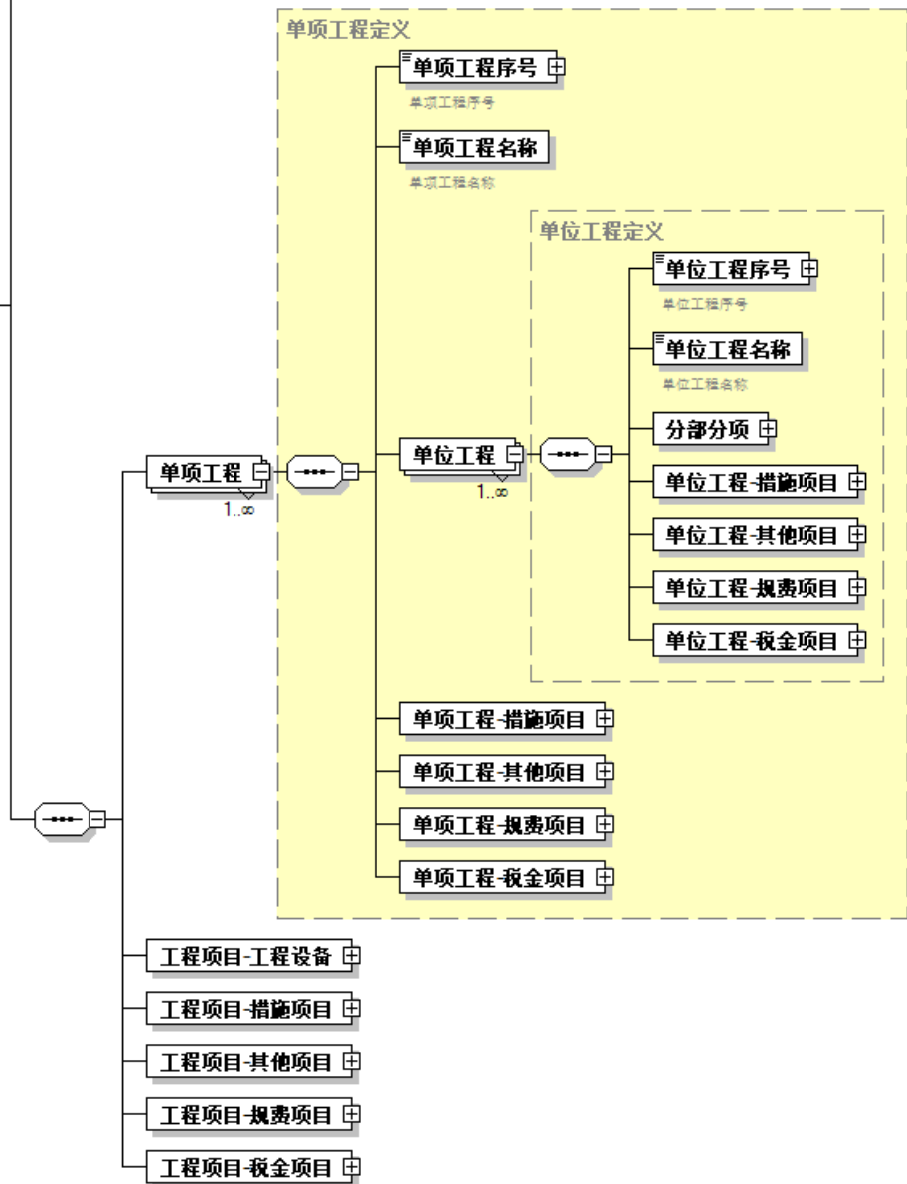 单项工程定义
单项工程序号
单项工程序号
单项工程名称
单项工程名称
单位工程定义
单位工程序号
单位工程序号
单位工程名称
单位工程名称
分部分项
单位工程
1..∞
单项工程
1..∞
单位工程-措施项目
单位工程-其他项目
单位工程-规费项目
单位工程-税金项目
单项工程-措施项目
单项工程-其他项目
单项工程-规费项目
单项工程-税金项目
工程项目-工程设备
工程项目-措施项目
工程项目-其他项目
工程项目-规费项目
工程项目-税金项目